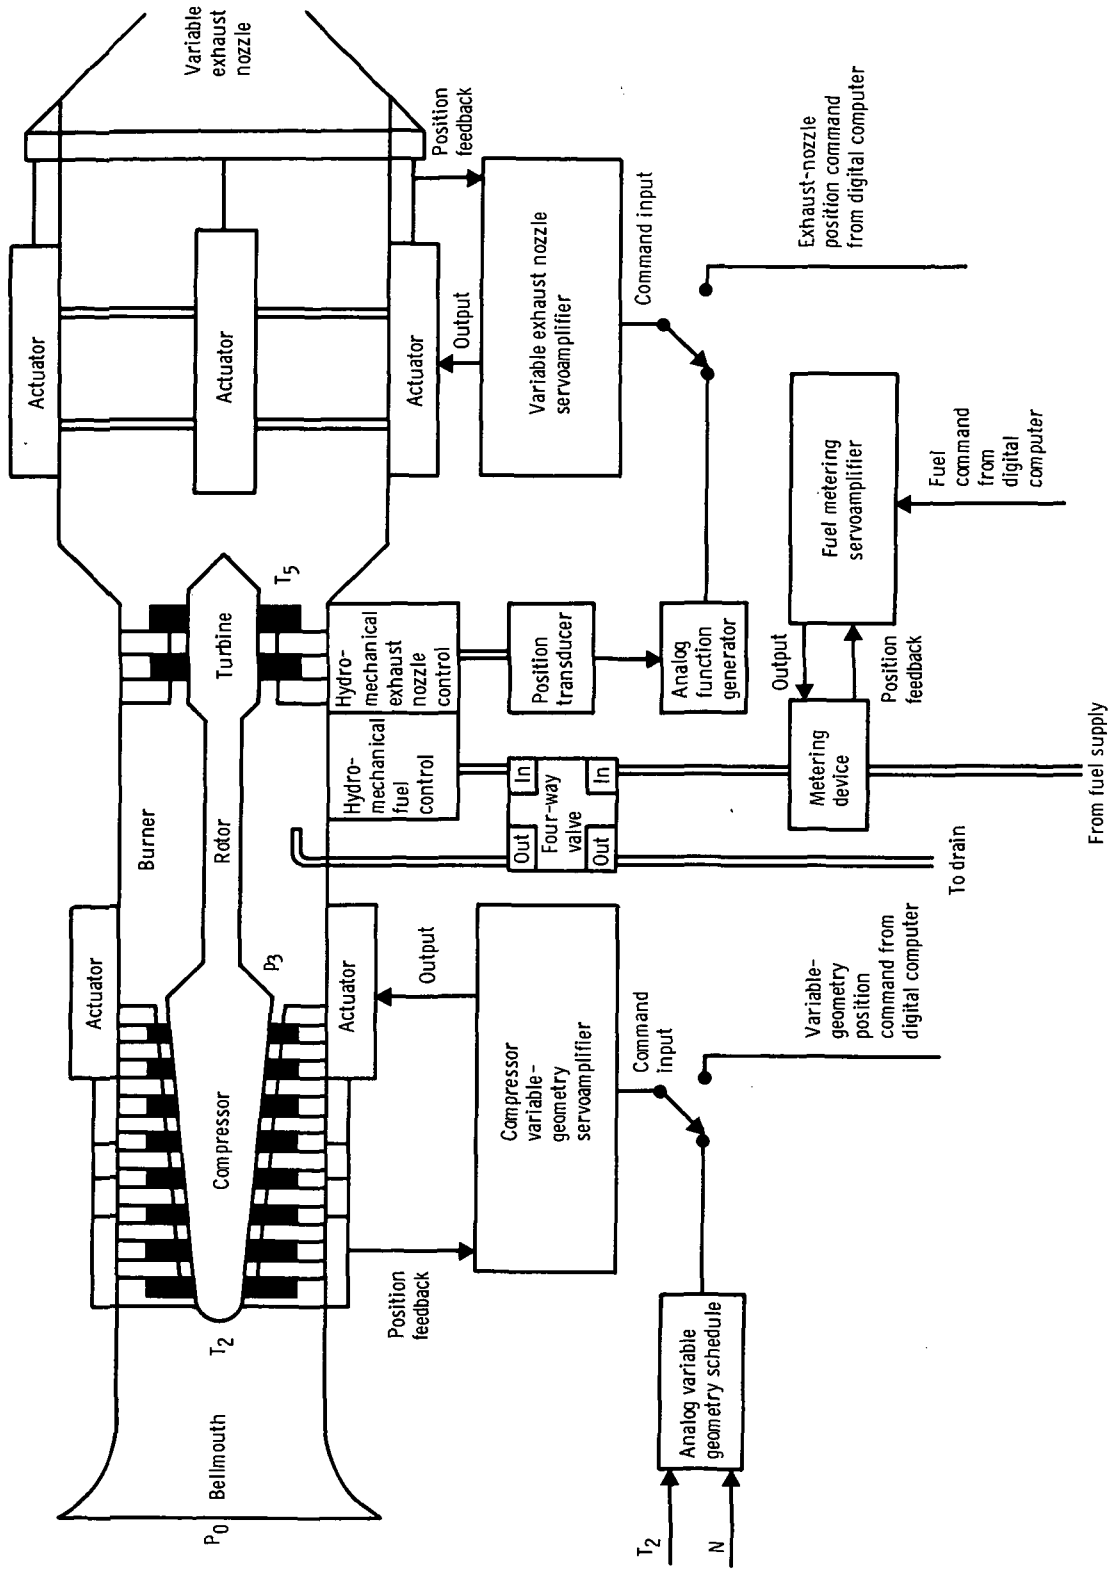 Variable
exhaust
nozzle
Actuator
Actuator
Actuator
Position
feedback
Output
Variable exhaust nozzle
servoamplifier
Command input
Exhaust-nozzle
position command
from digital computer
T5
Turbine
Rotor
Burner
Hydro-
mechanical
exhaust
nozzle
control
Hydro-
mechanical
fuel
control
Position
transducer
Analog
function
generator
Fuel metering
servoamplifier
Fuel
command
from
digital
computer
Output
Position
feedback
Metering
device
In
In
Four-way
valve
Out
Out
From fuel supply
To drain
Actuator
Actuator
P3
Compressor
Output
Compressor
variable-
geometry
servoamplifier
Position
feedback
Command
input
Variable-
geometry
position
command from
digital computer
Analog variable
geometry schedule
T2
N
T2
Bellmouth
P0